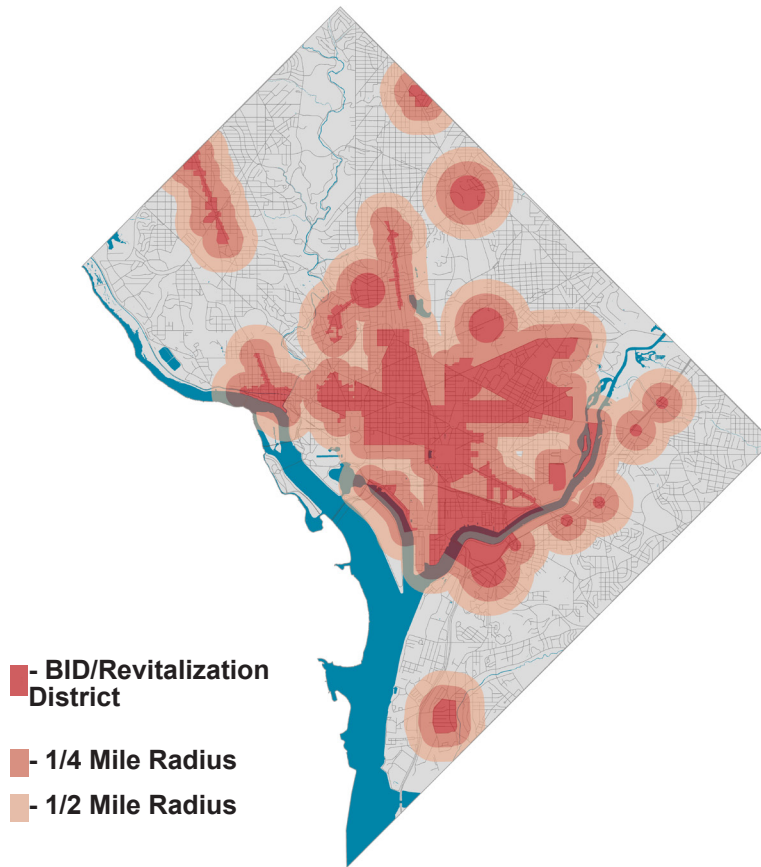 - BID/Revitalization
District
- 1/4 Mile Radius
- 1/2 Mile Radius